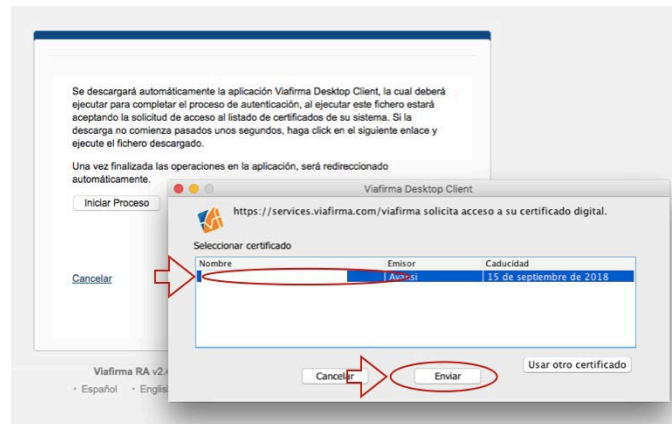 Se descargará automáticamente la aplicación Viafirma Desktop Client, la cual deberá
ejecutar para completar el proceso de autenticación, al ejecutar este fichero estará
aceptando la solicitud de acceso al listado de certificados de su sistema. Si la
descarga no comienza pasados unos segundos, haga click en el siguiente enlace y
ejecute el fichero descargado.
Una vez finalizada las operaciones en la aplicación, será redireccionado
automáticamente.
Iniciar Proceso
Cancelar
Viafirma Desktop Client
https://services.viafirma.com/viafirma solicita acceso a su certificado digital.
Seleccionar certificado
Nombre Emisor Caducidad
Avansi 15 de septiembre de 2018
Usar otro certificado
Cancelar Enviar
Viafirma RA
· Español · Englis